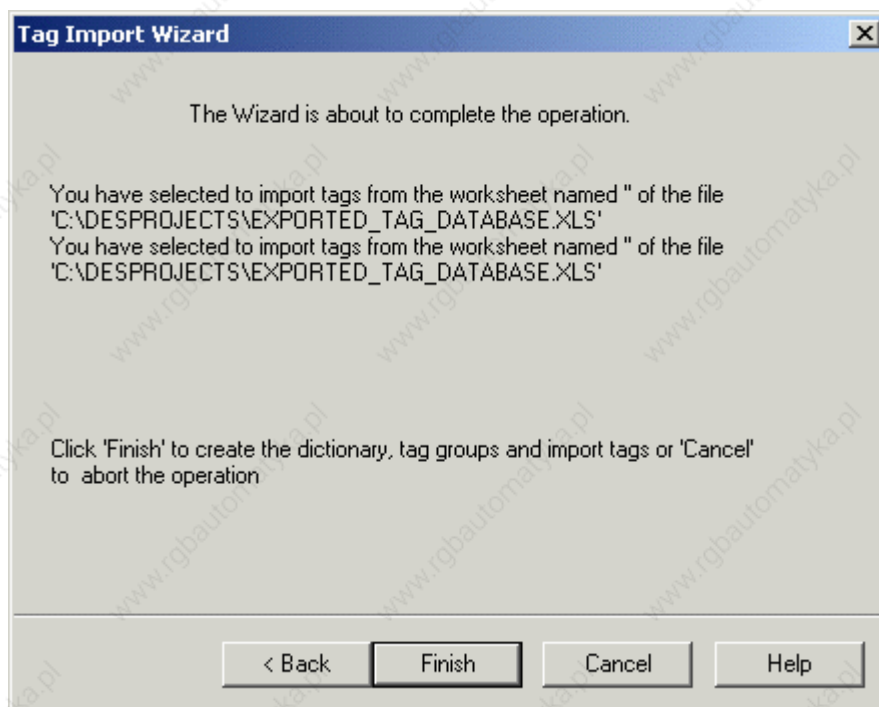 Tag Import Wizard
The Wizard is about to complete the operation.
You have selected to import tags from the worksheet named '' of the file
'C:\DESPROJECTS\EXPORTED_TAG_DATABASE.XLS'
You have selected to import tags from the worksheet named '' of the file
'C:\DESPROJECTS\EXPORTED_TAG_DATABASE.XLS'
Click 'Finish' to create the dictionary, tag groups and import tags or 'Cancel'
to abort the operation
< Back
Finish
Cancel
Help
www.rgbautomatyka.pl